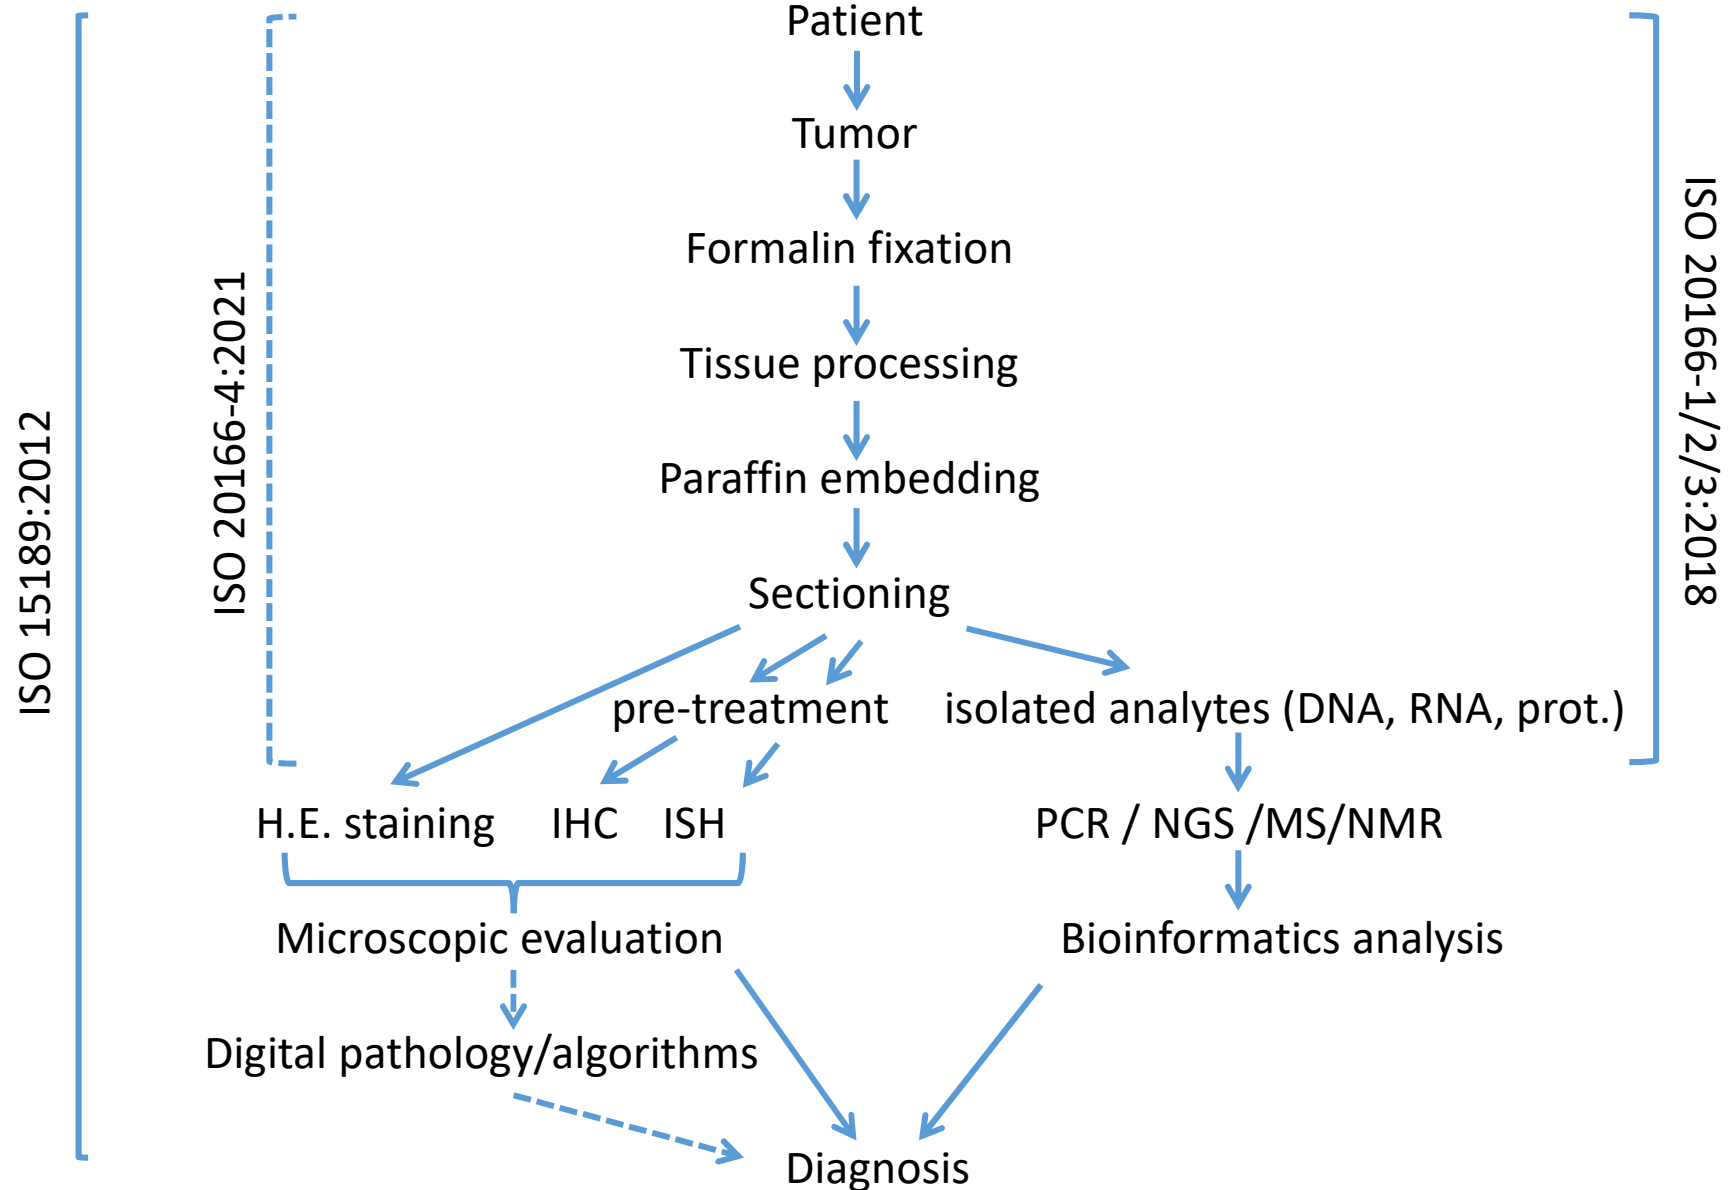 Patient
Tumor
Formalin fixation
Tissue processing
Paraffin embedding
Sectioning
pre-treatment
isolated analytes (DNA, RNA, prot.)
H.E. staining
IHC
ISH
PCR / NGS /MS/NMR
Microscopic evaluation
Bioinformatics analysis
Digital pathology/algorithms
Diagnosis
ISO 15189:2012
ISO 20166-4:2021
ISO 20166-1/2/3:2018